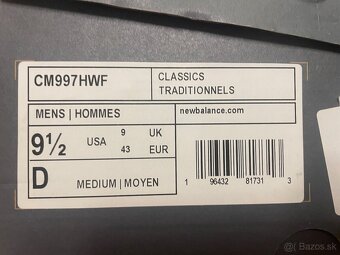 CM997HWF
CLASSICS
TRADITIONNELS
MENS | HOMMES
newbalance.com
9½ USA 9 UK
43 EUR
D MEDIUM | MOYEN
1 96432 81731 3
© Bazos.sk